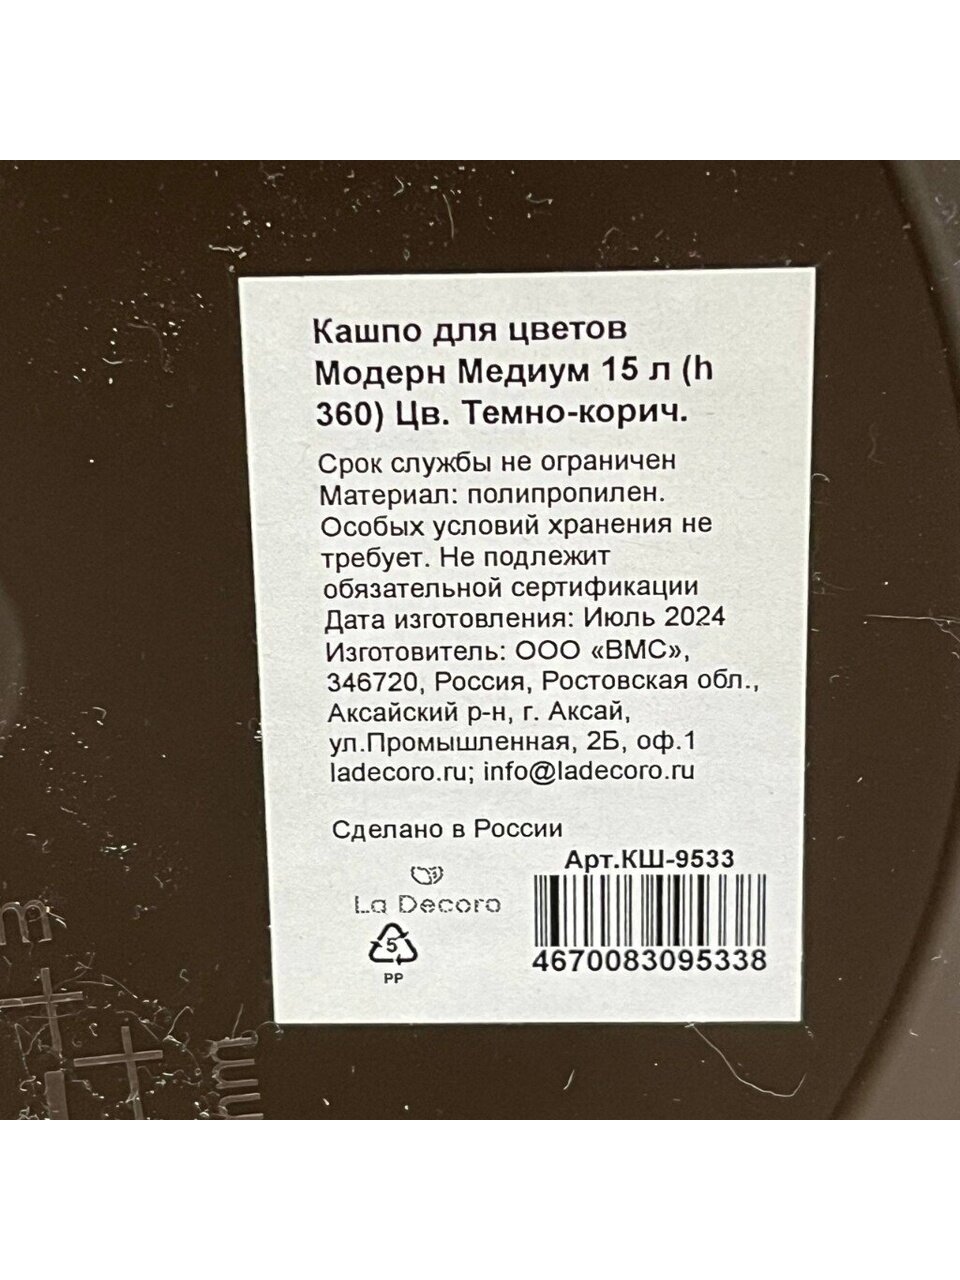 Кашпо для цветов
Модерн Медиум 15 л (h
360) Цв. Темно-корич.
Срок службы не ограничен
Материал: полипропилен.
Особых условий хранения не
требует. Не подлежит
обязательной сертификации
Дата изготовления: Июль 2024
Изготовитель: ООО «ВМС»,
346720, Россия, Ростовская обл.,
Аксайский р-н, г. Аксай,
ул.Промышленная, 2Б, оф.1
ladecoro.ru; info@ladecoro.ru
Сделано в России
Арт.КШ-9533
La Decoro
5
PP
4670083095338